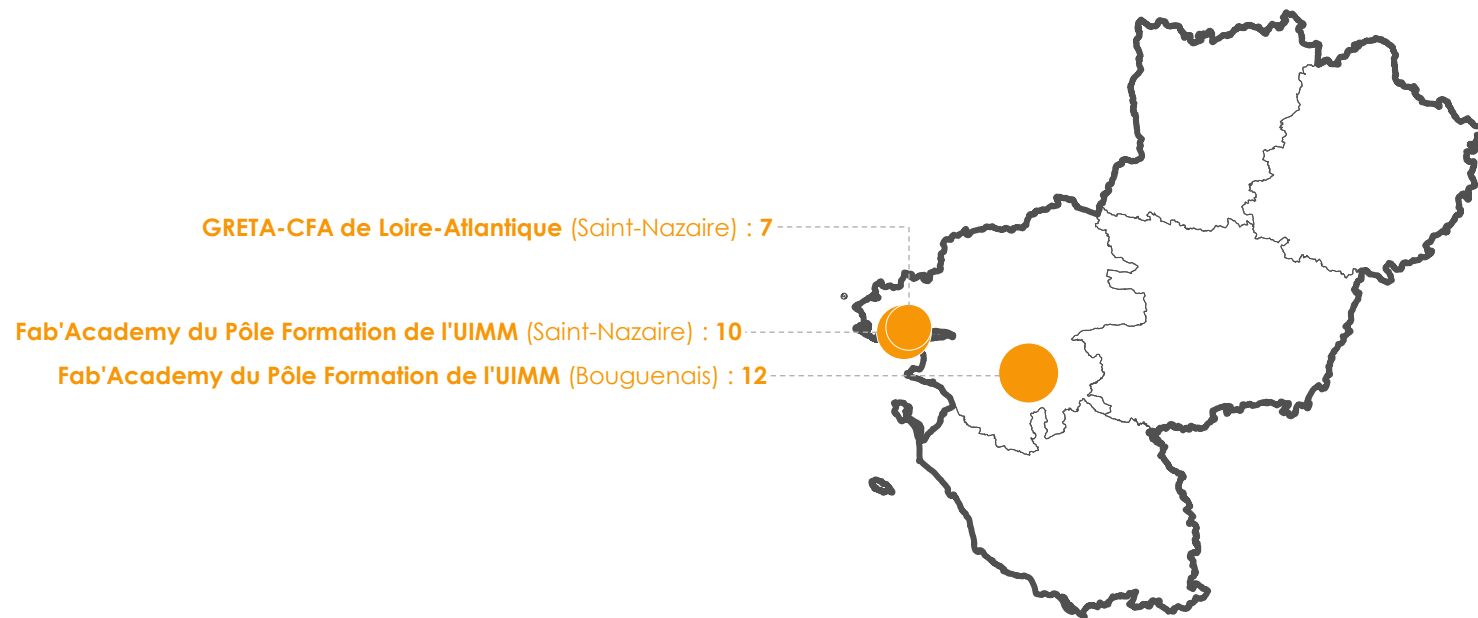 GRETA-CFA de Loire-Atlantique (Saint-Nazaire) : 7
Fab'Academy du Pôle Formation de l'UIMM (Saint-Nazaire) : 10
Fab'Academy du Pôle Formation de l'UIMM (Bouguenais) : 12